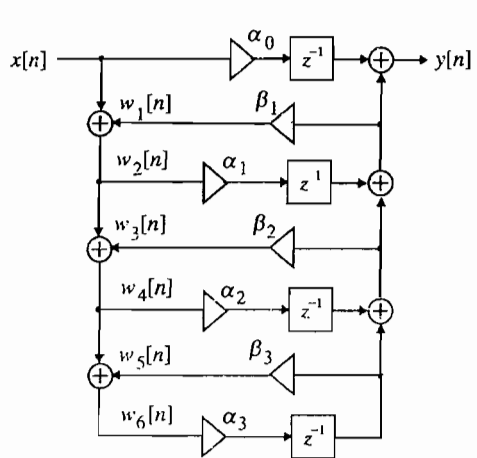 x[n] α₀ z⁻¹ + y[n]
w₁[n] β₁
+
w₂[n] α₁ z⁻¹ +
w₃[n] β₂
+
w₄[n] α₂ z⁻¹ +
w₅[n] β₃
+
w₆[n] α₃ z⁻¹